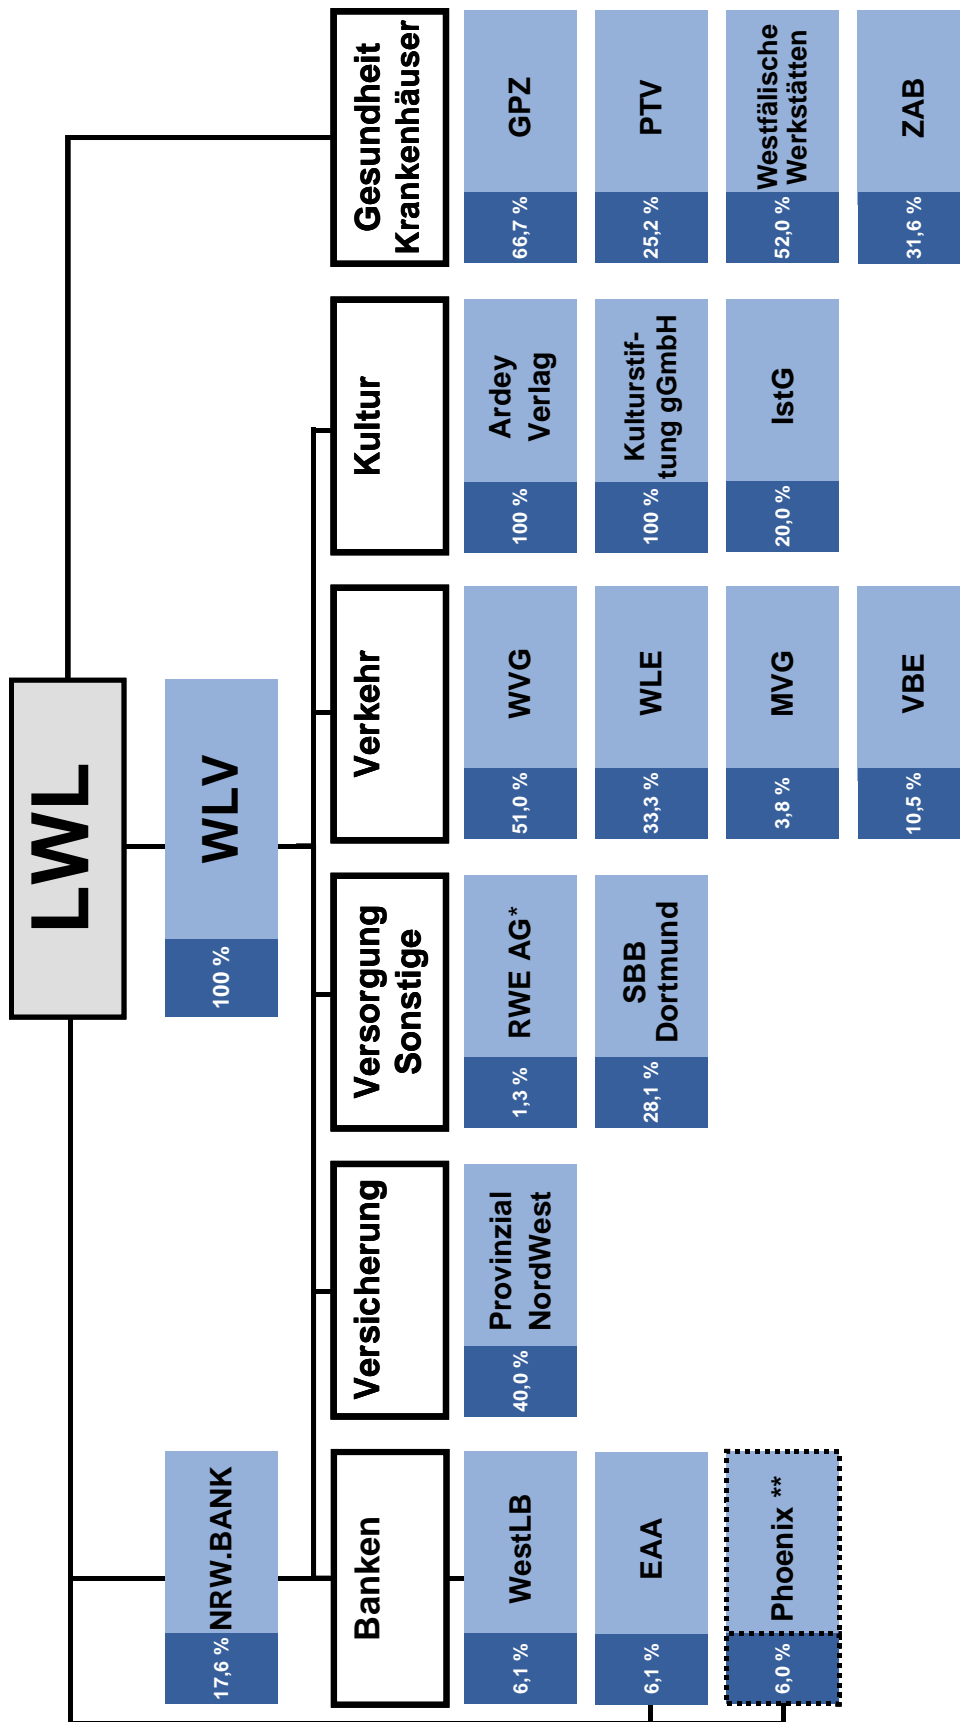 LWL
17,6 %
NRW.BANK
100 %
WLV
Banken
Versicherung
Versorgung
Sonstige
Verkehr
Kultur
Gesundheit
Krankenhäuser
6,1 %
WestLB
40,0 %
Provinzial
NordWest
1,3 %
RWE AG*
51,0 %
WVG
100 %
Ardey
Verlag
66,7 %
GPZ
6,1 %
EAA
28,1 %
SBB
Dortmund
33,3 %
WLE
100 %
Kulturstif-
tung gGmbH
25,2 %
PTV
6,0 %
Phoenix **
3,8 %
MVG
20,0 %
IstG
52,0 %
Westfälische
Werkstätten
10,5 %
VBE
31,6 %
ZAB